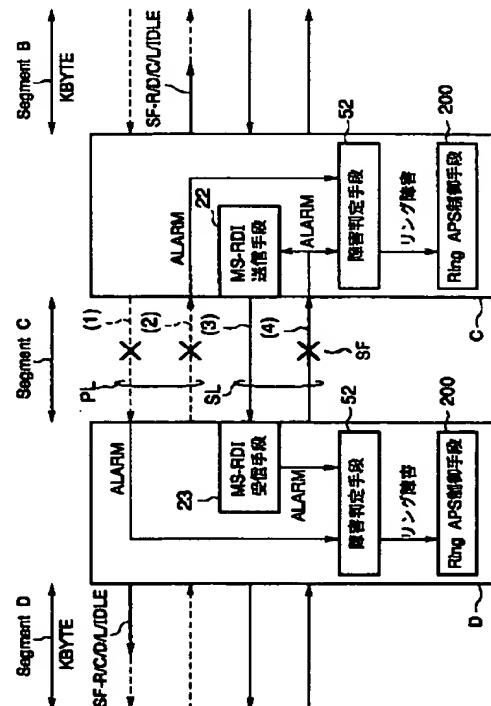 Segment D
Segment C
Segment B
KBYTE
KBYTE
SF-R/C/D/L/IDLE
SF-R/D/C/L/IDLE
PL
(1)
(2)
SL
(3)
(4)
SF
ALARM
23
MS-RDI
受信手段
ALARM
52
障害判定手段
リング障害
200
Ring APS制御手段
D
ALARM
22
MS-RDI
送信手段
ALARM
52
障害判定手段
リング障害
200
Ring APS制御手段
C